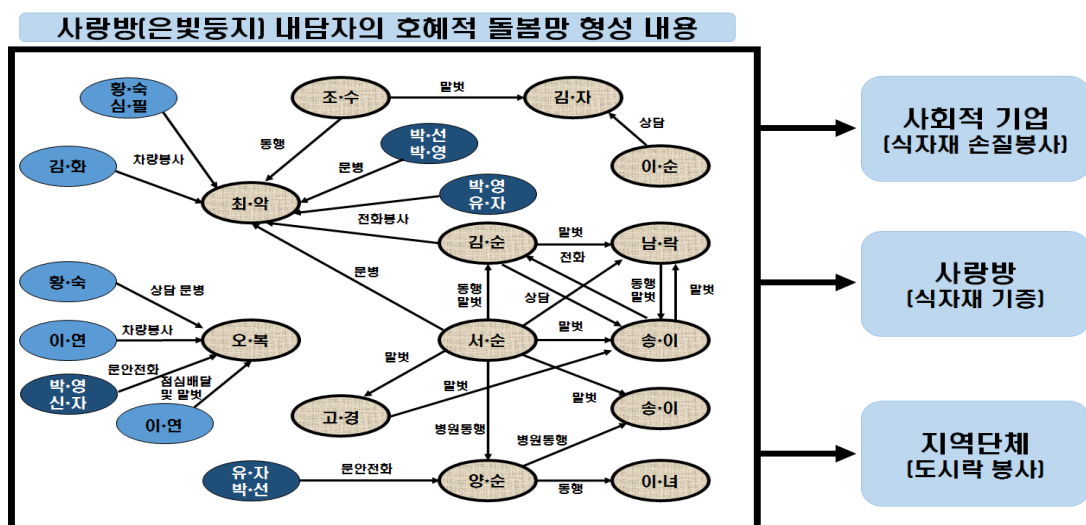 사랑방(은빛둥지) 내담자의 호혜적 돌봄망 형성 내용
황·숙
심·필
조·수
말벗
김·자
상담
이·순
동행
박·선
박·영
차량봉사
문병
김·화
최·악
박·영
유·자
전화봉사
김·순
말벗
전화
남·락
황·숙
상담 문병
문병
동행
말벗
상담
동행
말벗
말벗
이·연
차량봉사
오·복
서·순
말벗
송·이
문안전화
박·영
신·자
점심배달
및 말벗
이·연
말벗
말벗
고·경
말벗
송·이
병원동행
병원동행
유·자
박·선
문안전화
양·순
동행
이·녀
사회적 기업
(식자재 손질봉사)
사랑방
(식자재 기증)
지역단체
(도시락 봉사)